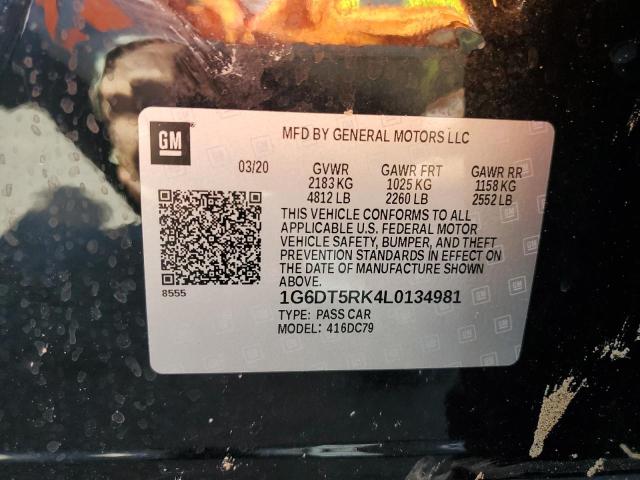 GM
MFD BY GENERAL MOTORS LLC
03/20 GVWR GAWR FRT GAWR RR
2183 KG 1025 KG 1158 KG
4812 LB 2260 LB 2552 LB
THIS VEHICLE CONFORMS TO ALL
APPLICABLE U.S. FEDERAL MOTOR
VEHICLE SAFETY, BUMPER, AND THEFT
PREVENTION STANDARDS IN EFFECT ON
THE DATE OF MANUFACTURE SHOWN
ABOVE.
8555
1G6DT5RK4L0134981
TYPE: PASS CAR
MODEL: 416DC79